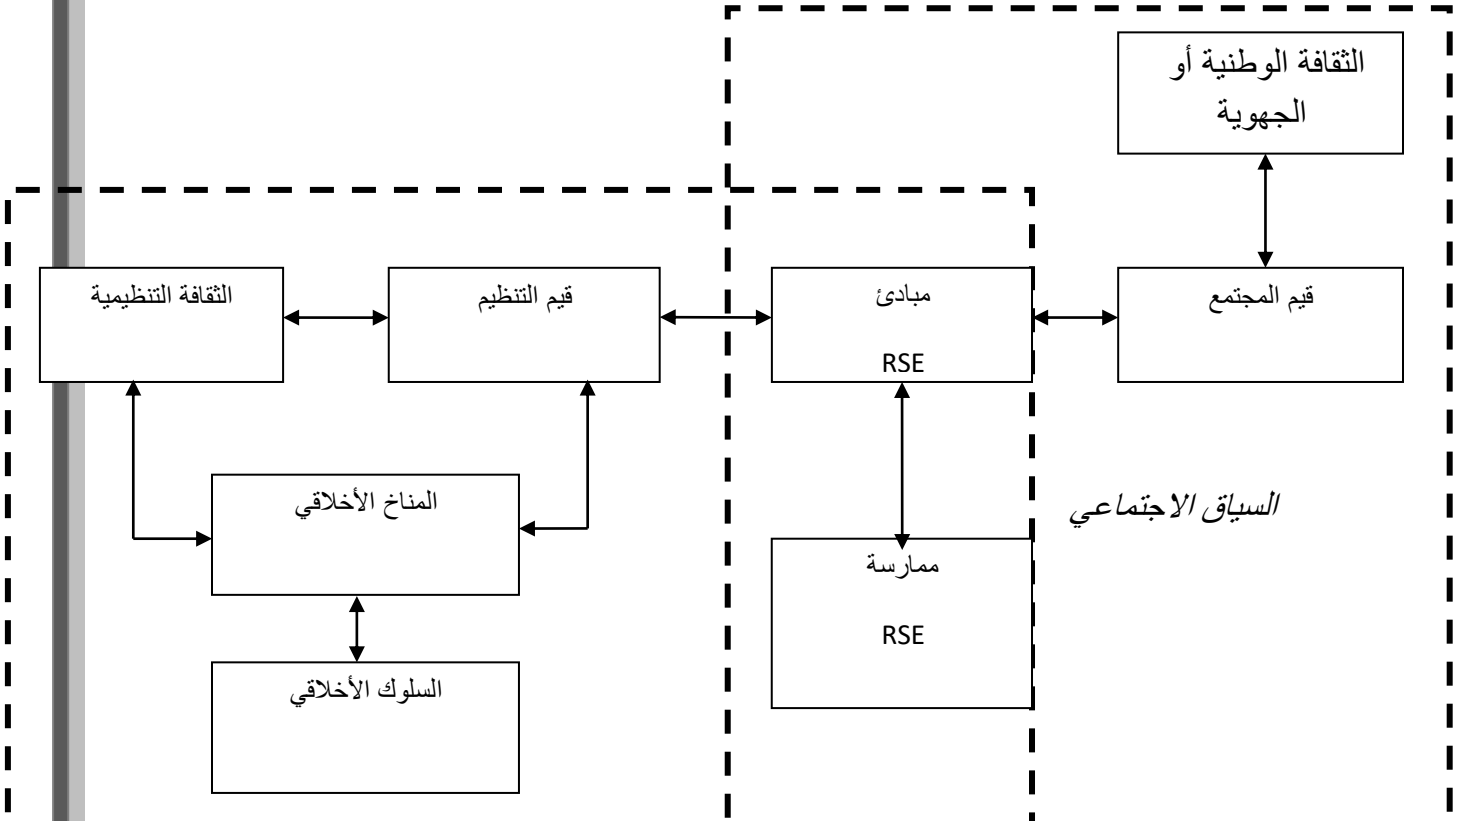 الثقافة الوطنية أو
الجهوية
قيم المجتمع
مبادئ
RSE
قيم التنظيم
الثقافة التنظيمية
المناخ الأخلاقي
السياق الاجتماعي
ممارسة
RSE
السلوك الأخلاقي